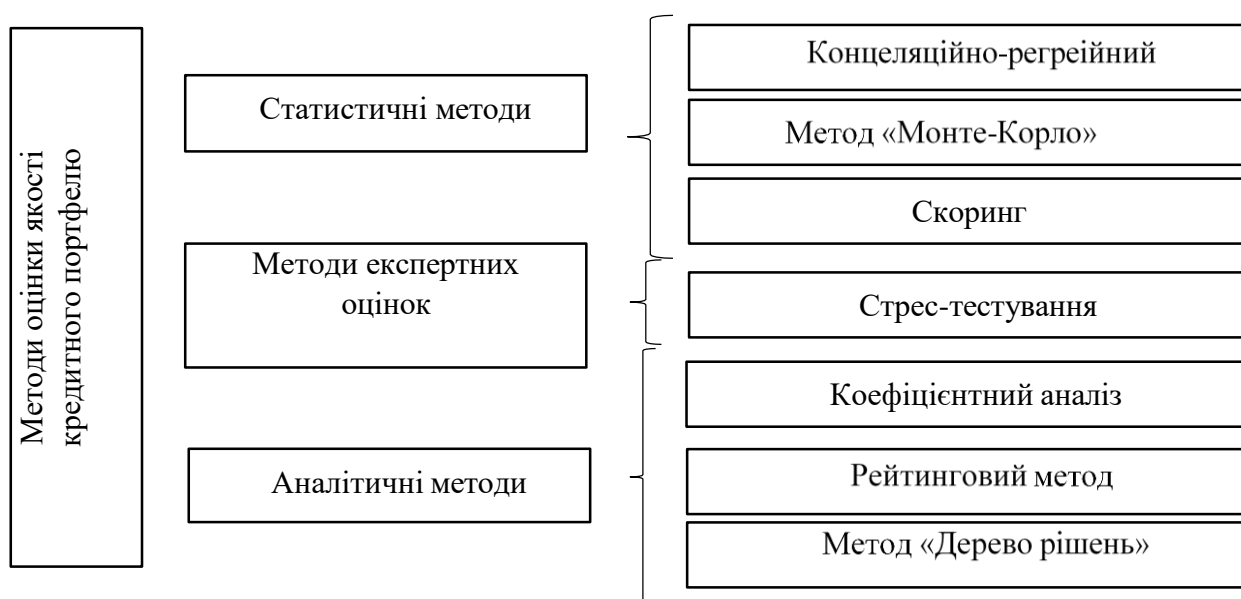 Методи оцінки якості
кредитного портфелю
Статистичні методи
Концеляційно-регреійний
Метод «Монте-Корло»
Скоринг
Методи експертних
оцінок
Стрес-тестування
Аналітичні методи
Коефіцієнтний аналіз
Рейтинговий метод
Метод «Дерево рішень»